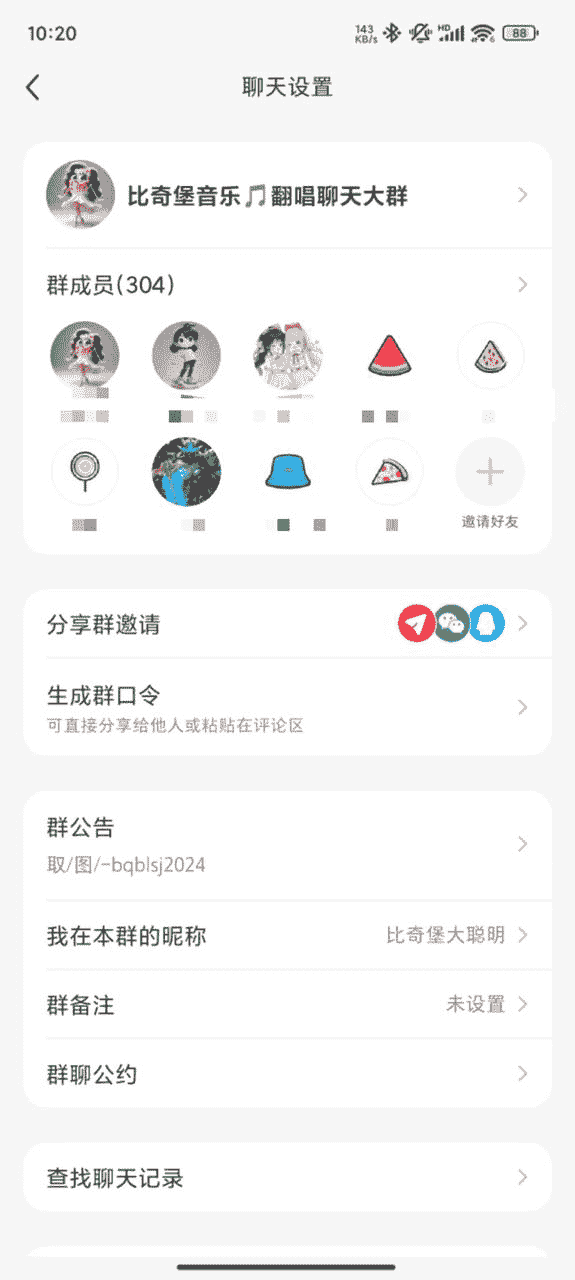 10:20
143
KB/s
HD
6
88
聊天设置
比奇堡音乐🎵翻唱聊天大群
群成员(304)
邀请好友
分享群邀请
生成群口令
可直接分享给他人或粘贴在评论区
群公告
取/图/-bqblsj2024
我在本群的昵称
比奇堡大聪明
群备注
未设置
群聊公约
查找聊天记录